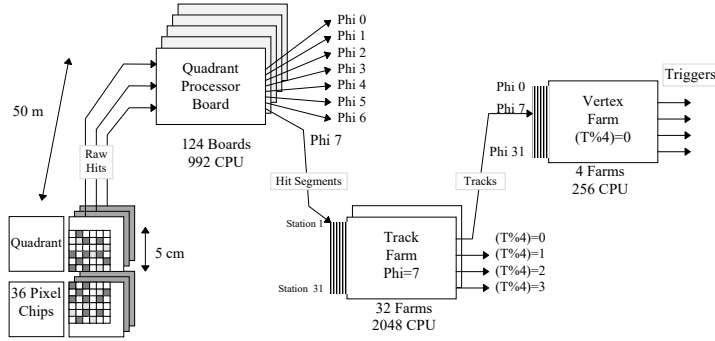 Quadrant
Processor
Board
124 Boards
992 CPU
Phi 0
Phi 1
Phi 2
Phi 3
Phi 4
Phi 5
Phi 6
Phi 7
50 m
Raw
Hits
Quadrant
36 Pixel
Chips
5 cm
Hit Segments
Station 1
Station 31
Track
Farm
Phi=7
32 Farms
2048 CPU
(T%4)=0
(T%4)=1
(T%4)=2
(T%4)=3
Tracks
Phi 0
Phi 7
Phi 31
Vertex
Farm
(T%4)=0
4 Farms
256 CPU
Triggers